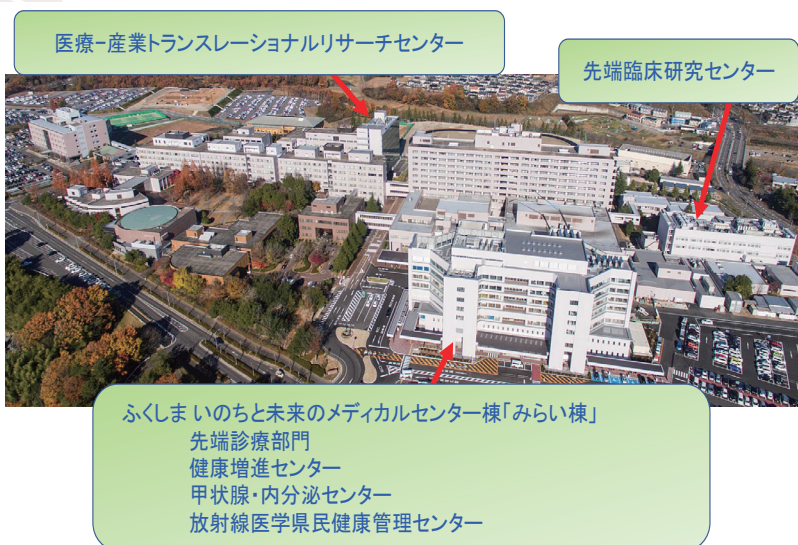 医療-産業トランスレーショナルリサーチセンター
先端臨床研究センター
ふくしま いのちと未来のメディカルセンター棟「みらい棟」
先端診療部門
健康増進センター
甲状腺・内分泌センター
放射線医学県民健康管理センター